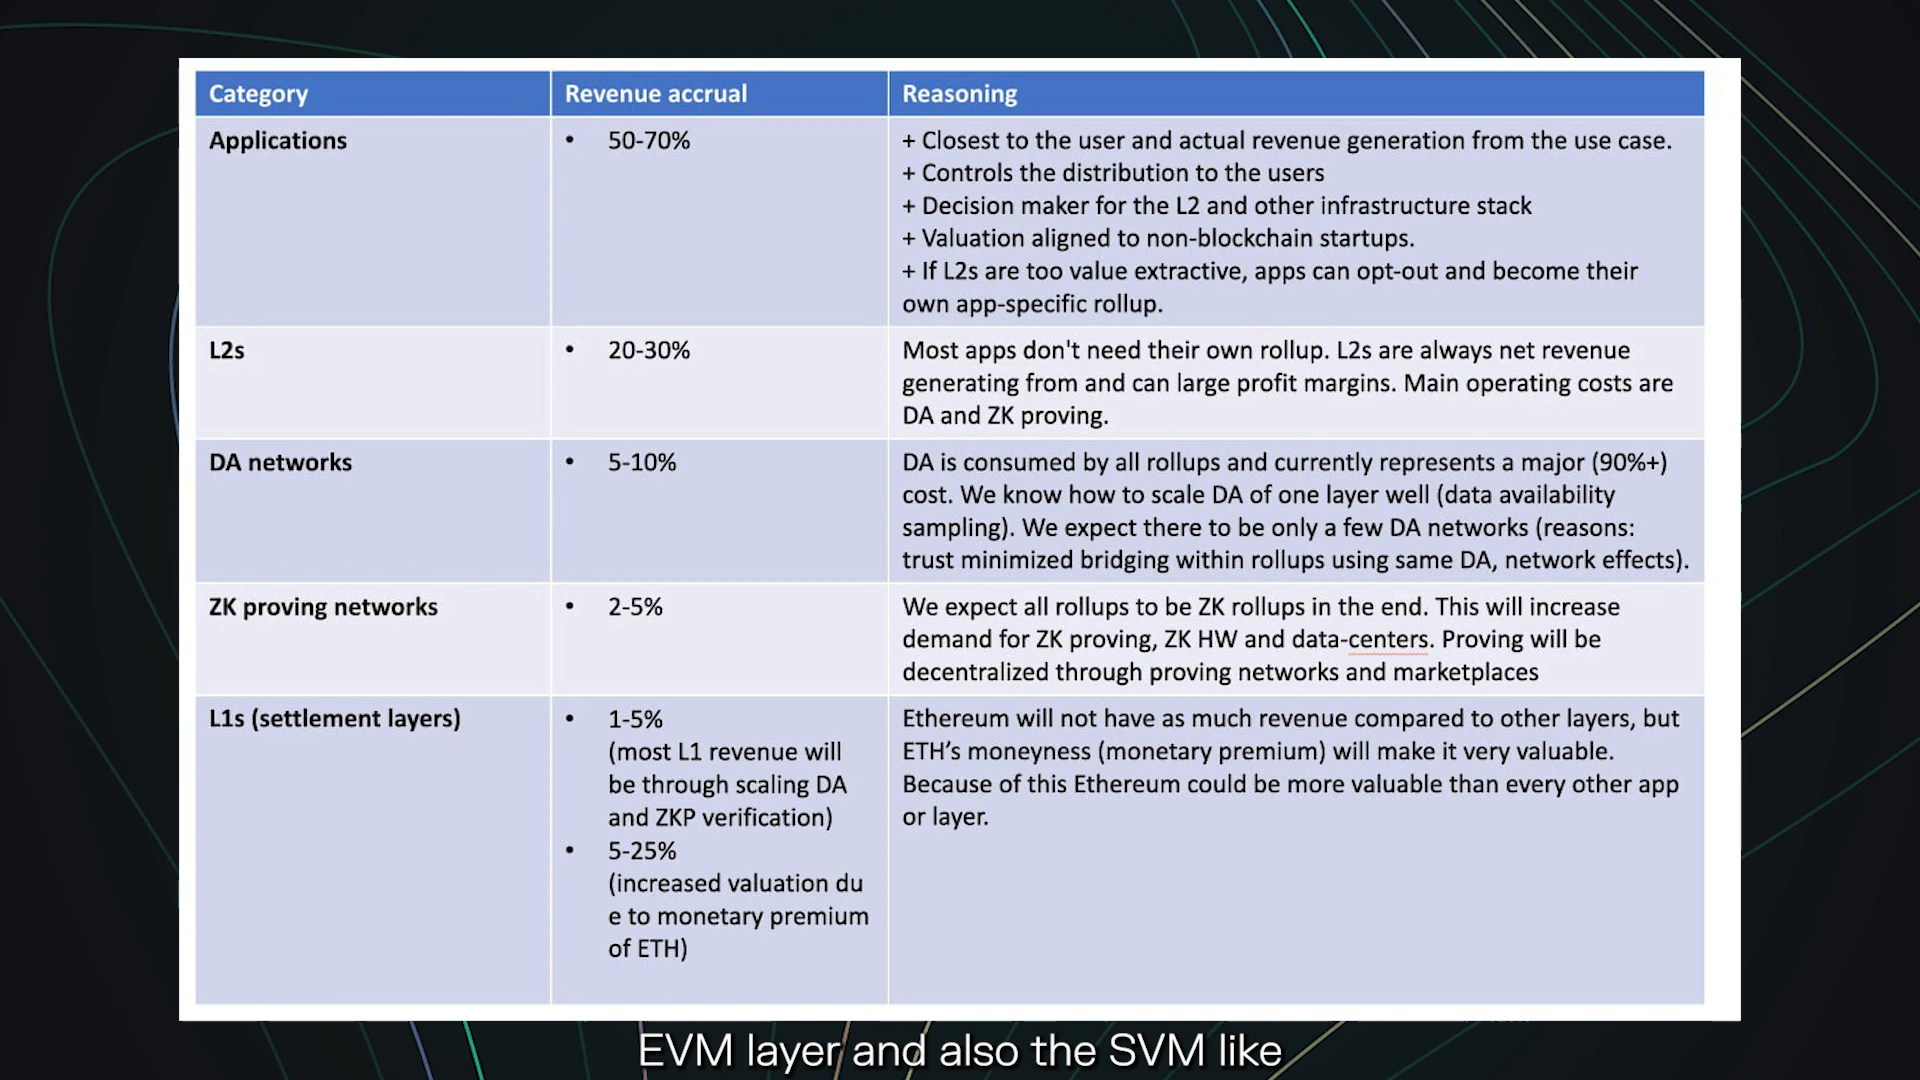 Category
Revenue accrual
Reasoning
Applications
• 50-70%
+ Closest to the user and actual revenue generation from the use case.
+ Controls the distribution to the users
+ Decision maker for the L2 and other infrastructure stack
+ Valuation aligned to non-blockchain startups.
+ If L2s are too value extractive, apps can opt-out and become their
own app-specific rollup.
L2s
• 20-30%
Most apps don't need their own rollup. L2s are always net revenue
generating from and can large profit margins. Main operating costs are
DA and ZK proving.
DA networks
• 5-10%
DA is consumed by all rollups and currently represents a major (90%+)
cost. We know how to scale DA of one layer well (data availability
sampling). We expect there to be only a few DA networks (reasons:
trust minimized bridging within rollups using same DA, network effects).
ZK proving networks
• 2-5%
We expect all rollups to be ZK rollups in the end. This will increase
demand for ZK proving, ZK HW and data-centers. Proving will be
decentralized through proving networks and marketplaces
L1s (settlement layers)
• 1-5%
(most L1 revenue will
be through scaling DA
and ZKP verification)
• 5-25%
(increased valuation du
e to monetary premium
of ETH)
Ethereum will not have as much revenue compared to other layers, but
ETH’s moneyness (monetary premium) will make it very valuable.
Because of this Ethereum could be more valuable than every other app
or layer.
EVM layer and also the SVM like